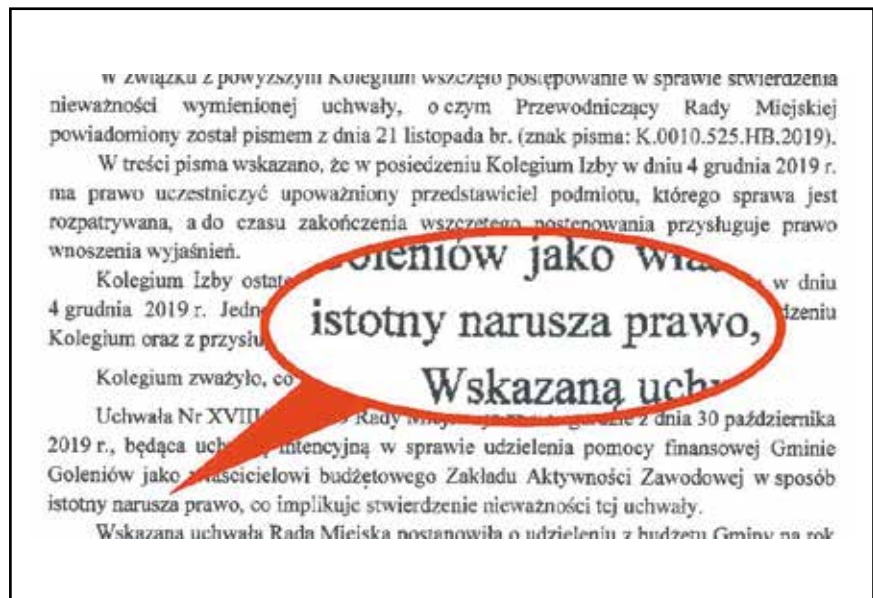 W związku z powyższym Kolegium wszczęło postępowanie w sprawie stwierdzenia
nieważności wymienionej uchwały, o czym Przewodniczący Rady Miejskiej
powiadomiony został pismem z dnia 21 listopada br. (znak pisma: K.0010.525.HB.2019).
W treści pisma wskazano, że w posiedzeniu Kolegium Izby w dniu 4 grudnia 2019 r.
ma prawo uczestniczyć upoważniony przedstawiciel podmiotu, którego sprawa jest
rozpatrywana, a do czasu zakończenia wszczętego postępowania przysługuje prawo
wnoszenia wyjaśnień.
Kolegium Izby w dniu
4 grudnia 2019 r.
Kolegium oraz z
Kolegium zważyło, co
Uchwała Nr Rady z dnia 30 października
2019 r., będąca intencyjną w sprawie udzielenia pomocy finansowej Gminie
Goleniów jako właścicielowi budżetowego Zakładu Aktywności Zawodowej w sposób
istotny narusza prawo, co implikuje stwierdzenie nieważności tej uchwały.
Wskazaną uchwałą Rada Miejska postanowiła o udzieleniu z budżetu Gminy na rok
Goleniów jako
istotny narusza prawo,
Wskazaną